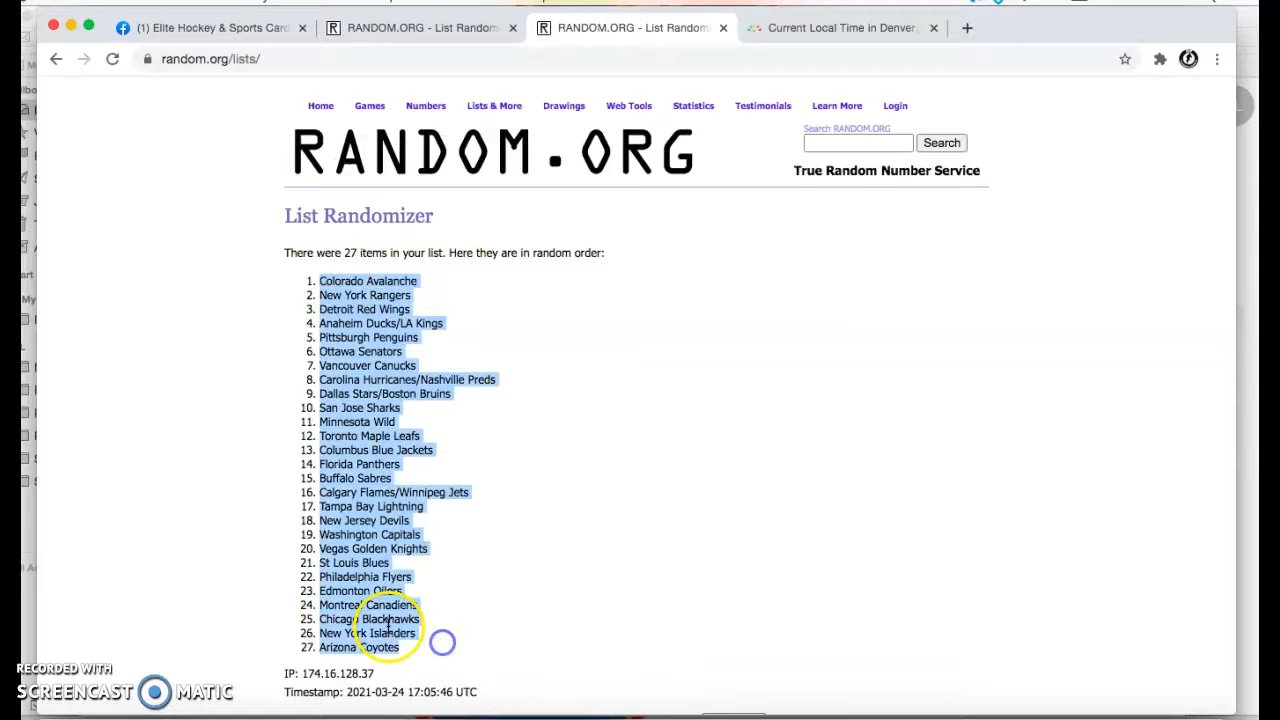 (1) Elite Hockey & Sports Card
RANDOM.ORG - List Random
RANDOM.ORG - List Random
Current Local Time in Denver,
random.org/lists/
Home Games Numbers Lists & More Drawings Web Tools Statistics Testimonials Learn More Login
RANDOM.ORG
Search RANDOM.ORG
Search
True Random Number Service
List Randomizer
There were 27 items in your list. Here they are in random order:
1. Colorado Avalanche
2. New York Rangers
3. Detroit Red Wings
4. Anaheim Ducks/LA Kings
5. Pittsburgh Penguins
6. Ottawa Senators
7. Vancouver Canucks
8. Carolina Hurricanes/Nashville Preds
9. Dallas Stars/Boston Bruins
10. San Jose Sharks
11. Minnesota Wild
12. Toronto Maple Leafs
13. Columbus Blue Jackets
14. Florida Panthers
15. Buffalo Sabres
16. Calgary Flames/Winnipeg Jets
17. Tampa Bay Lightning
18. New Jersey Devils
19. Washington Capitals
20. Vegas Golden Knights
21. St Louis Blues
22. Philadelphia Flyers
23. Edmonton Oilers
24. Montreal Canadiens
25. Chicago Blackhawks
26. New York Islanders
27. Arizona Coyotes
IP: 174.16.128.37
Timestamp: 2021-03-24 17:05:46 UTC
RECORDED WITH
SCREENCAST MATIC